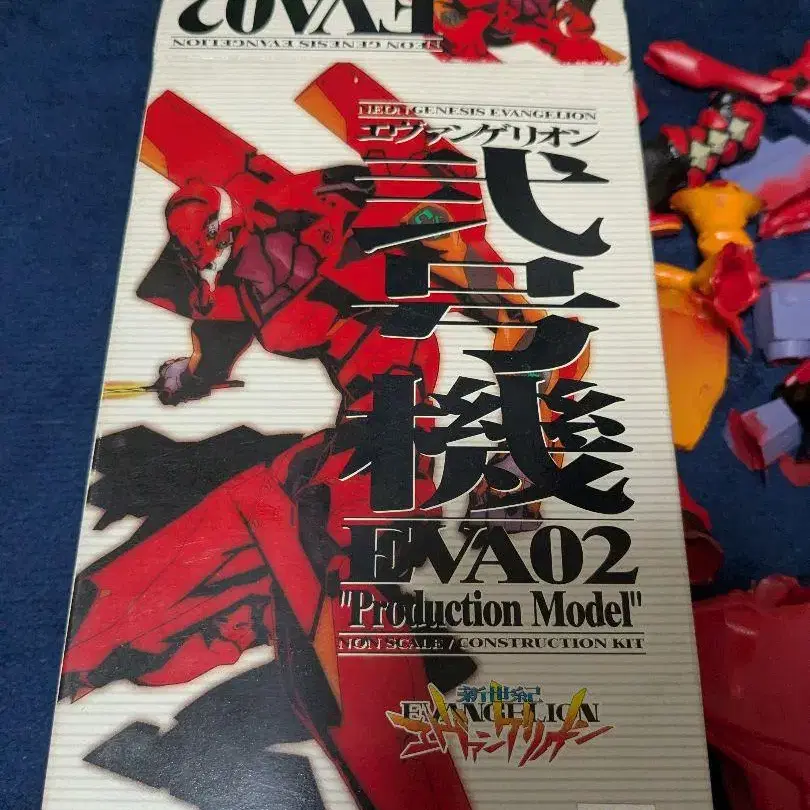 EVA02
NEON GENESIS EVANGELION
NEON GENESIS EVANGELION
エヴァンゲリオン
弐号機
EVA02
"Production Model"
NON SCALE / CONSTRUCTION KIT
新世紀
EVANGELION
エヴァンゲリオン